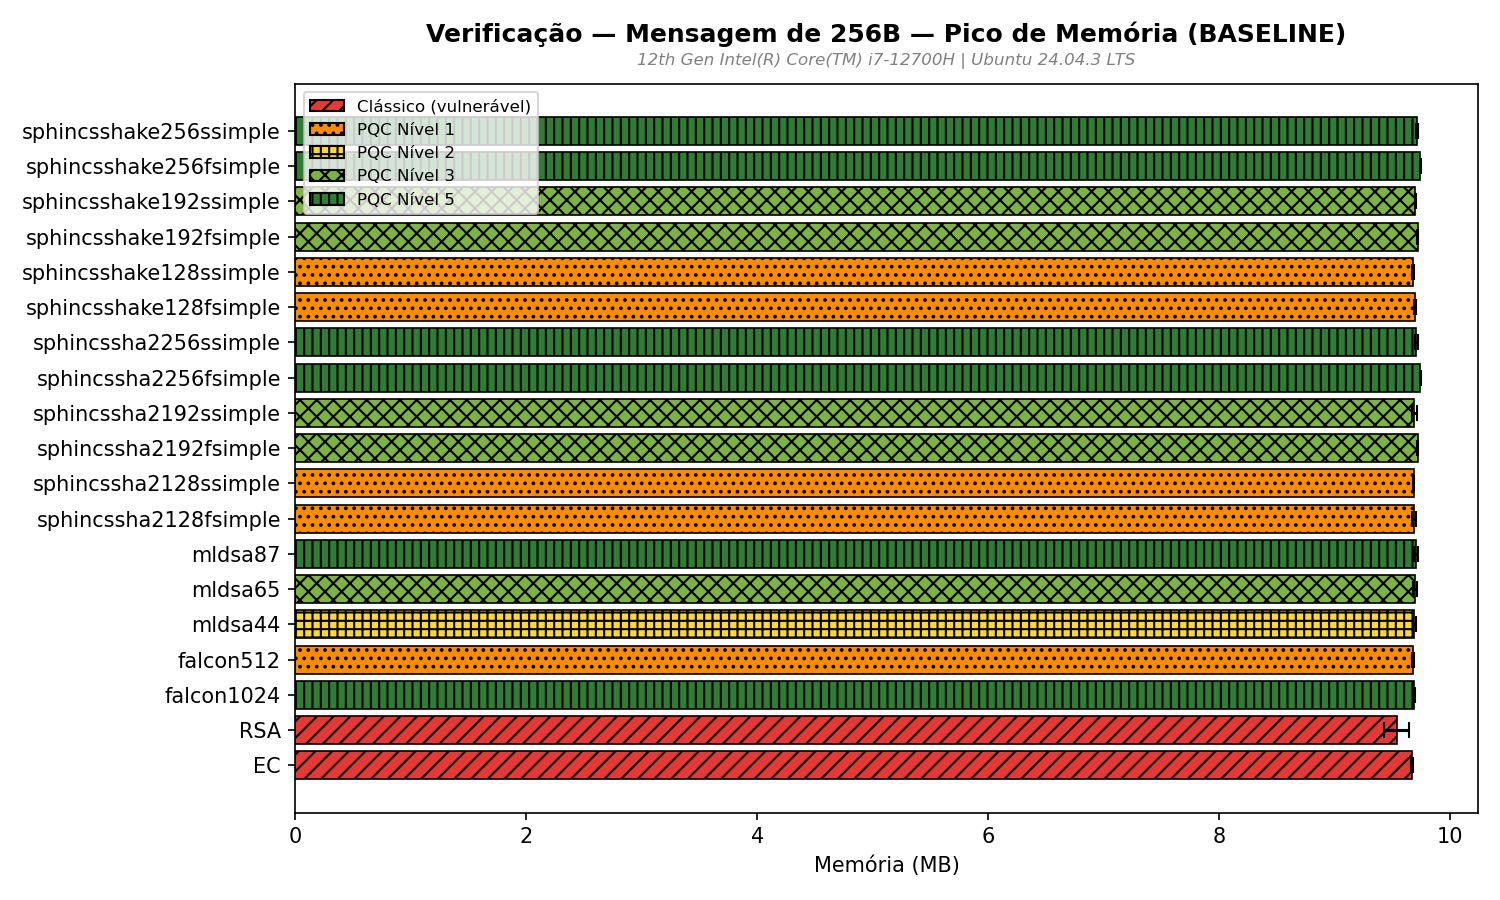 Verificação — Mensagem de 256B — Pico de Memória (BASELINE)
12th Gen Intel(R) Core(TM) i7-12700H | Ubuntu 24.04.3 LTS
Clássico (vulnerável)
PQC Nível 1
PQC Nível 2
PQC Nível 3
PQC Nível 5
sphincsshake256ssimple
sphincsshake256fsimple
sphincsshake192ssimple
sphincsshake192fsimple
sphincsshake128ssimple
sphincsshake128fsimple
sphincssha2256ssimple
sphincssha2256fsimple
sphincssha2192ssimple
sphincssha2192fsimple
sphincssha2128ssimple
sphincssha2128fsimple
mldsa87
mldsa65
mldsa44
falcon512
falcon1024
RSA
EC
0 2 4 6 8 10
Memória (MB)